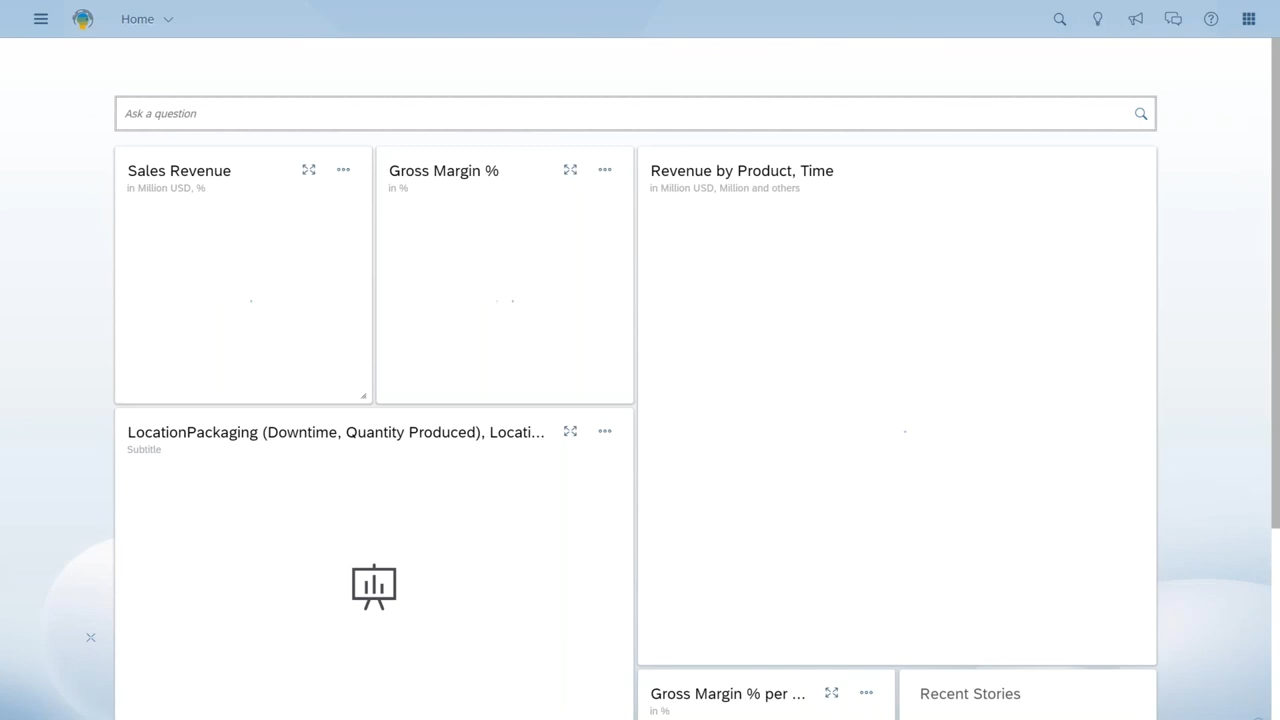 Home
Ask a question
Sales Revenue
in Million USD, %
Gross Margin %
in %
Revenue by Product, Time
in Million USD, Million and others
LocationPackaging (Downtime, Quantity Produced), Locati...
Subtitle
Gross Margin % per ...
in %
Recent Stories